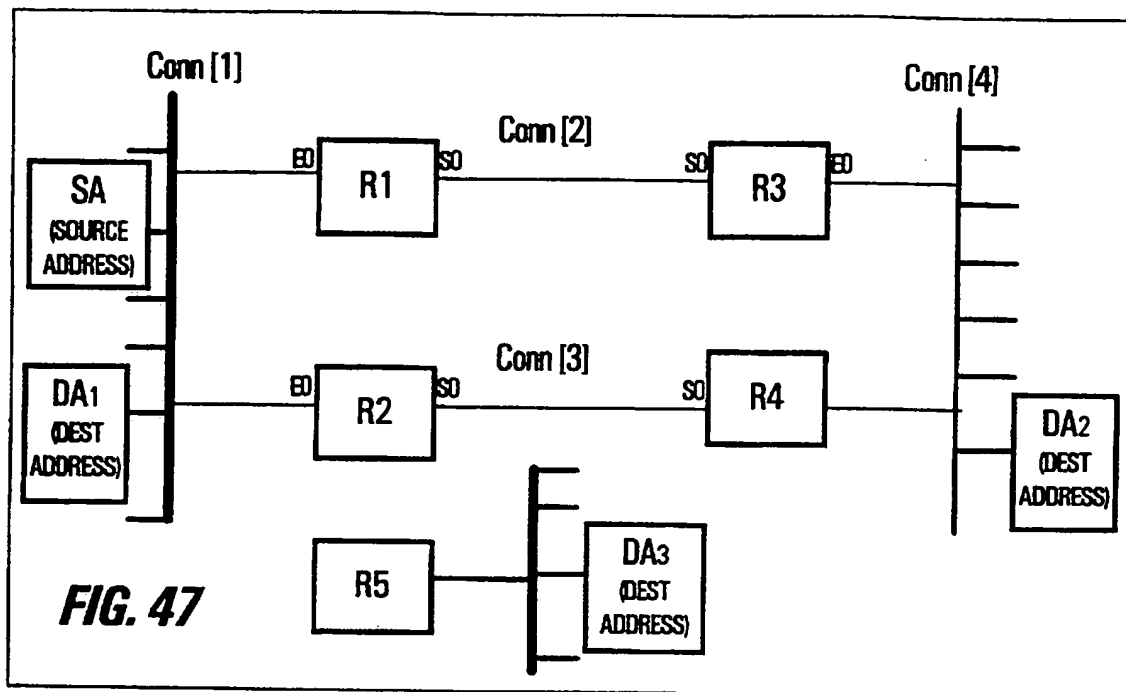 Conn [1]
Conn [4]
Conn [2]
E0
R1
S0
S0
R3
E0
SA
(SOURCE
ADDRESS)
Conn [3]
E0
R2
S0
S0
R4
DA1
(DEST
ADDRESS)
DA2
(DEST
ADDRESS)
R5
DA3
(DEST
ADDRESS)
FIG. 47